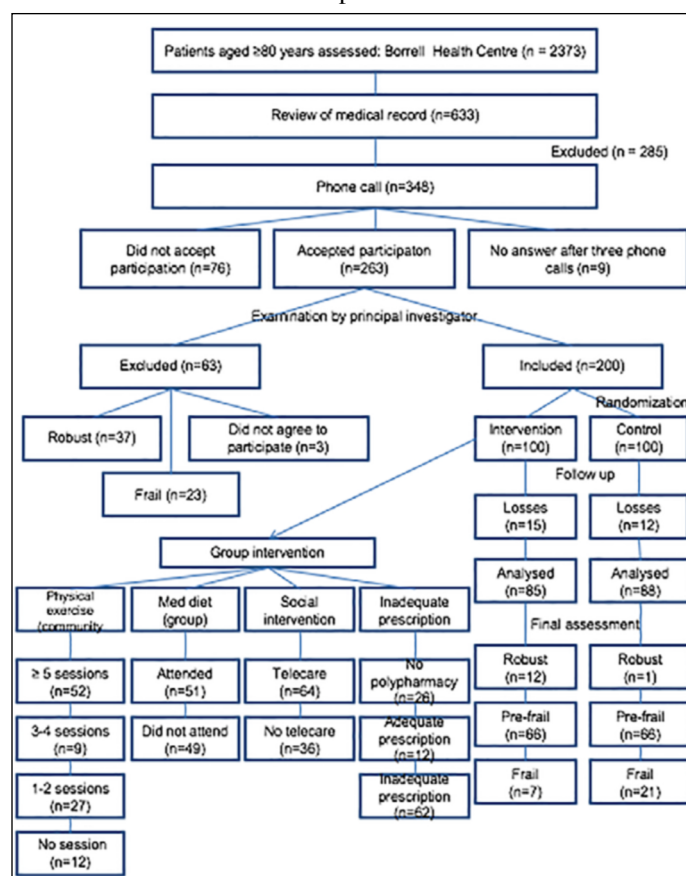 Patients aged ≥80 years assessed: Borrell Health Centre (n = 2373)
Review of medical record (n=633)
Excluded (n = 285)
Phone call (n=348)
Did not accept
participation (n=76)
Accepted participaton
(n=263)
No answer after three phone
calls (n=9)
Examination by principal investigator
Excluded (n=63)
Included (n=200)
Randomization
Robust (n=37)
Did not agree to
participate (n=3)
Frail (n=23)
Intervention
(n=100)
Control
(n=100)
Follow up
Losses
(n=15)
Losses
(n=12)
Analysed
(n=85)
Analysed
(n=88)
Final assessment
Robust
(n=12)
Robust
(n=1)
Pre-frail
(n=66)
Pre-frail
(n=66)
Frail
(n=7)
Frail
(n=21)
Group intervention
Physical
exercise
(community
≥ 5 sessions
(n=52)
3-4 sessions
(n=9)
1-2 sessions
(n=27)
No session
(n=12)
Med diet
(group)
Attended
(n=51)
Did not attend
(n=49)
Social
intervention
Telecare
(n=64)
No telecare
(n=36)
Inadequate
prescription
No
polypharmacy
(n=26)
Adequate
prescription
(n=12)
Inadequate
prescription
(n=62)